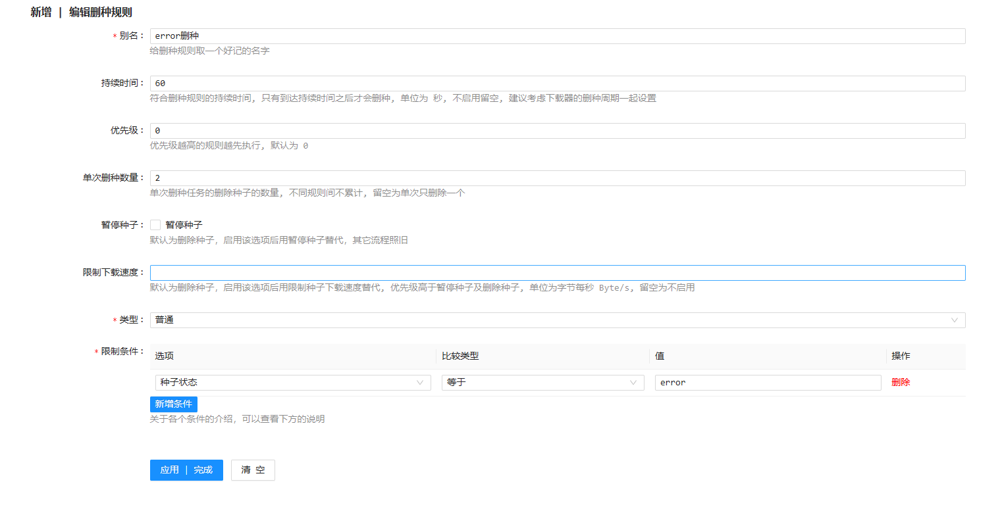 新增 | 编辑删种规则
* 别名: error删种
给删种规则取一个好记的名字
持续时间: 60
符合删种规则的持续时间, 只有到达持续时间之后才会删种, 单位为 秒, 不启用留空, 建议考虑下载器的删种周期一起设置
优先级: 0
优先级越高的规则越先执行, 默认为 0
单次删种数量: 2
单次删种任务的删除种子的数量, 不同规则间不累计, 留空为单次只删除一个
暂停种子: 暂停种子
默认为删除种子, 启用该选项后用暂停种子替代, 其它流程照旧
限制下载速度:
默认为删除种子, 启用该选项后用限制种子下载速度替代, 优先级高于暂停种子及删除种子, 单位为字节每秒 Byte/s, 留空为不启用
* 类型: 普通
* 限制条件: 选项 比较类型 值 操作
种子状态 等于 error 删除
新增条件
关于各个条件的介绍, 可以查看下方的说明
应用 | 完成 清 空